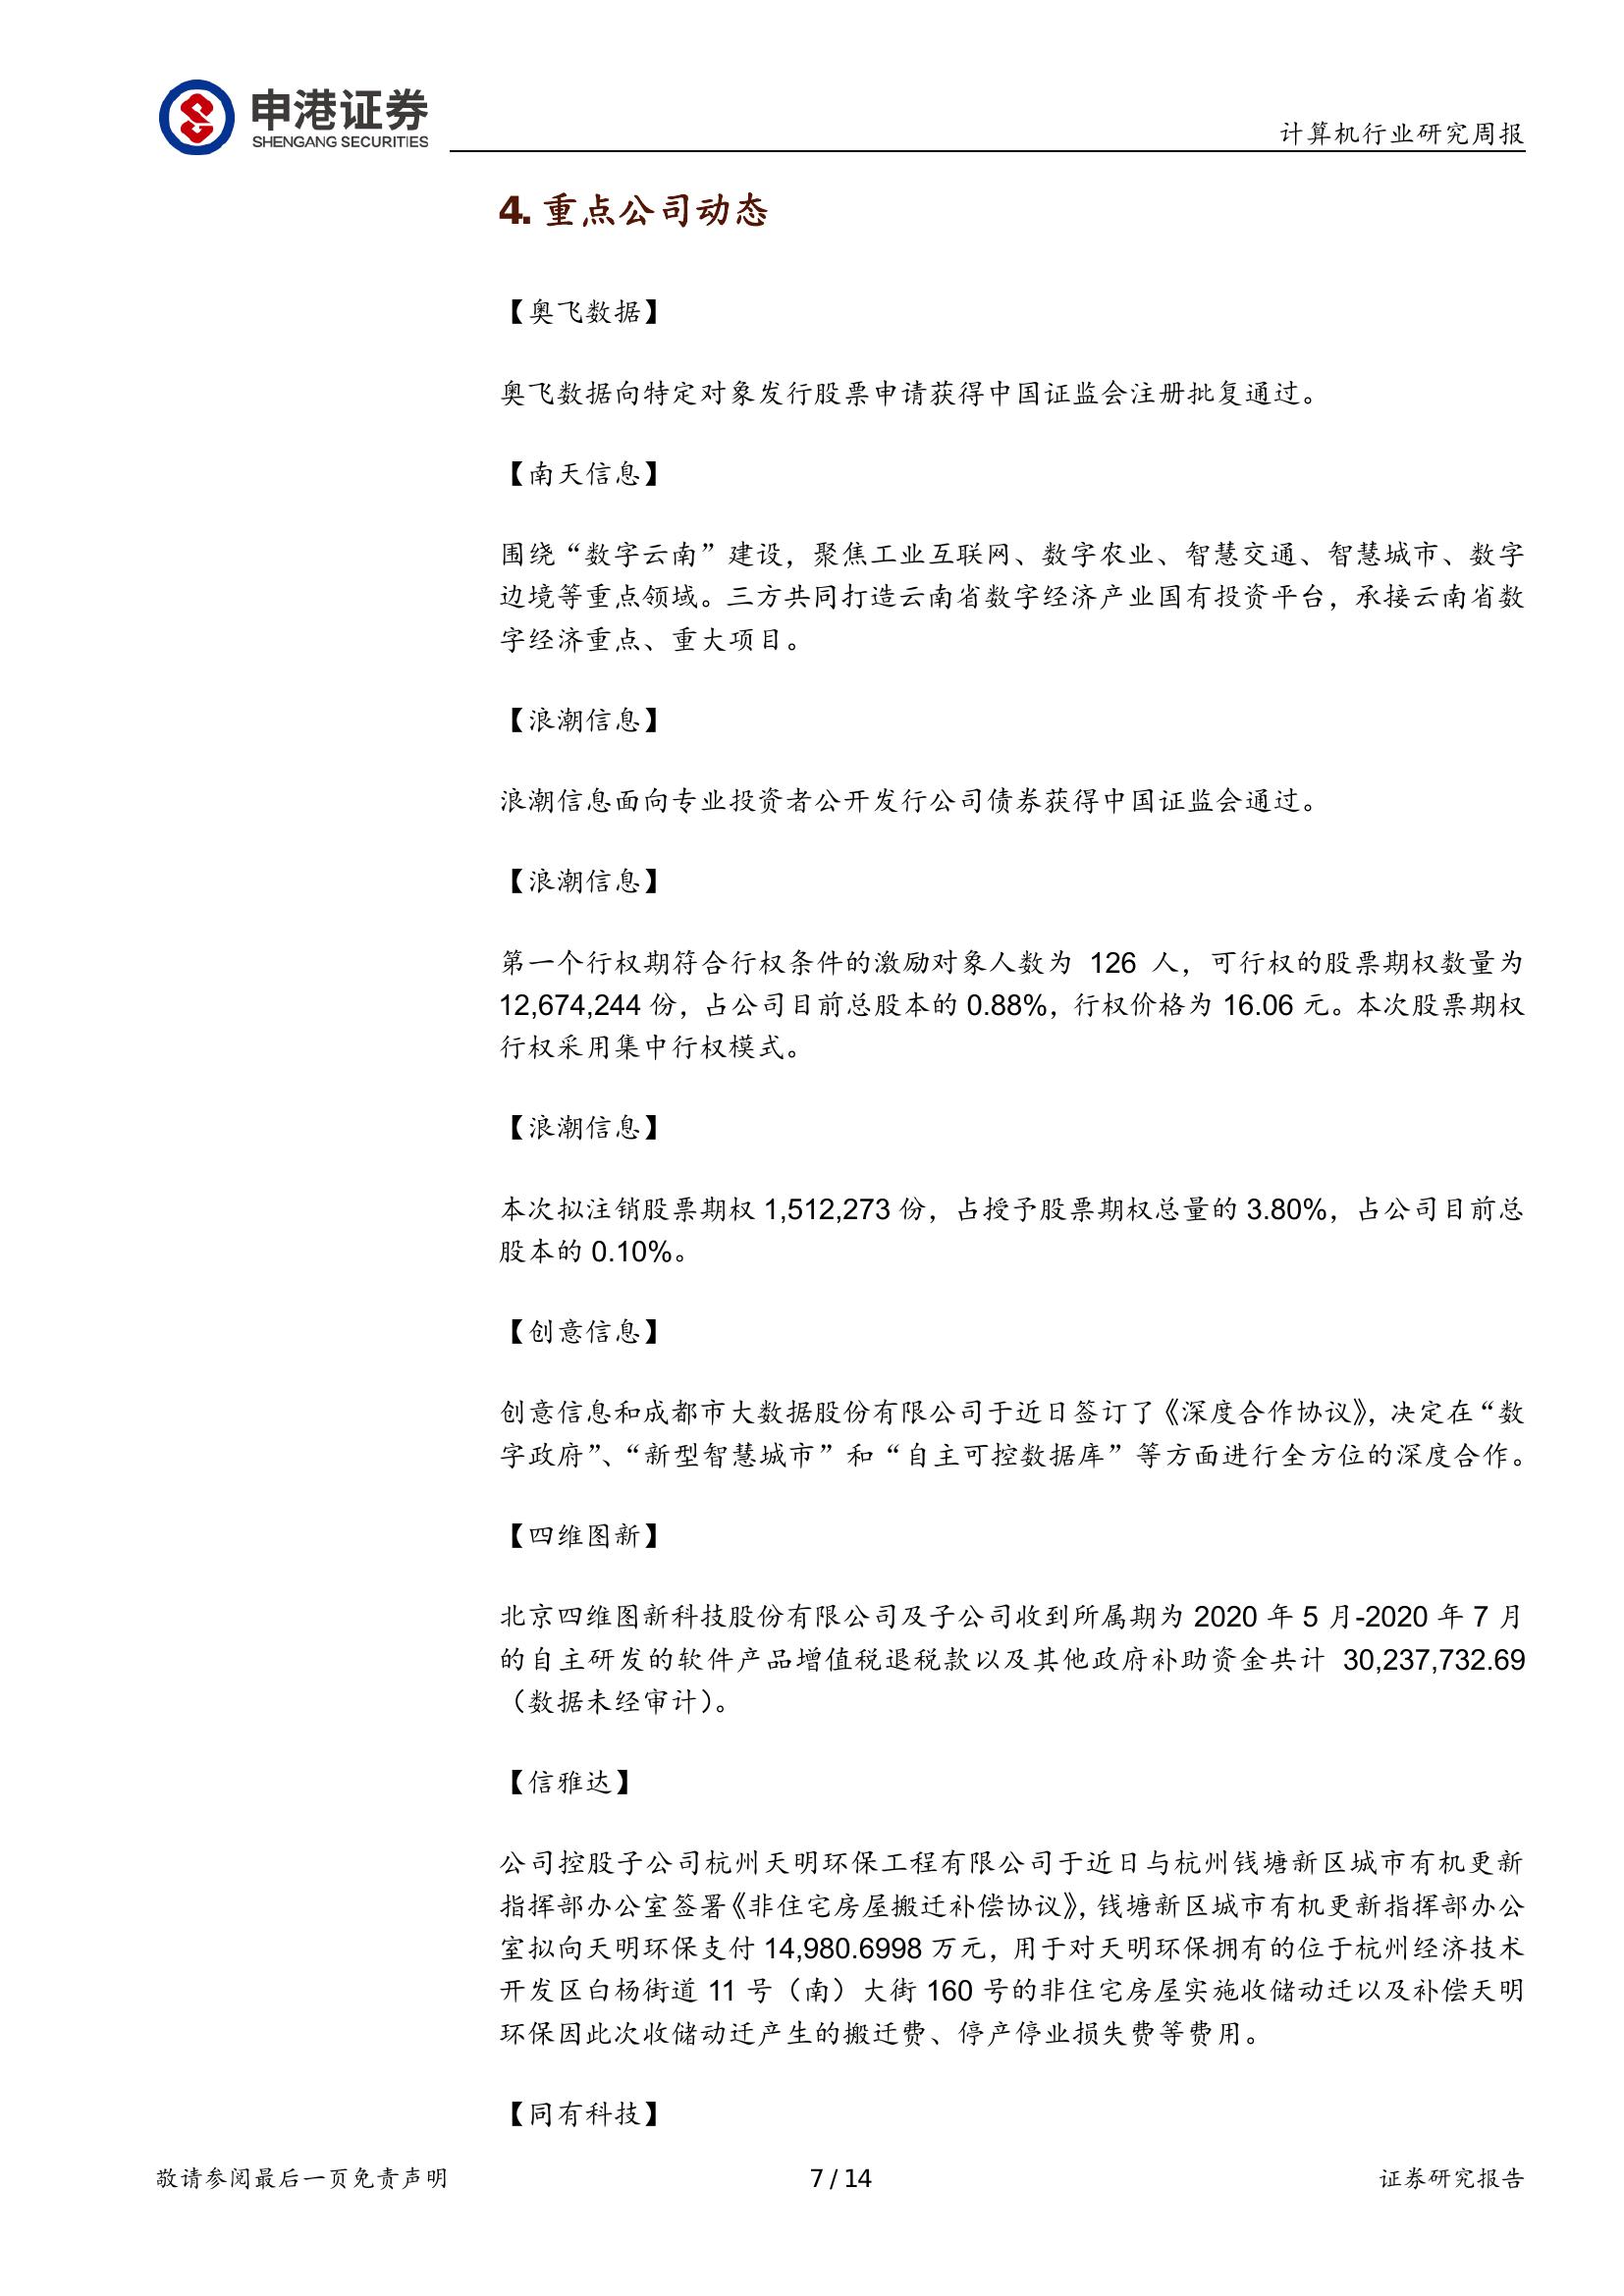 申港证券
SHENGANG SECURITIES
计算机行业研究周报
4. 重点公司动态
【奥飞数据】
奥飞数据向特定对象发行股票申请获得中国证监会注册批复通过。
【南天信息】
围绕“数字云南”建设，聚焦工业互联网、数字农业、智慧交通、智慧城市、数字
边境等重点领域。三方共同打造云南省数字经济产业国有投资平台，承接云南省数
字经济重点、重大项目。
【浪潮信息】
浪潮信息面向专业投资者公开发行公司债券获得中国证监会通过。
【浪潮信息】
第一个行权期符合行权条件的激励对象人数为 126 人，可行权的股票期权数量为
12,674,244 份，占公司目前总股本的 0.88%，行权价格为 16.06 元。本次股票期权
行权采用集中行权模式。
【浪潮信息】
本次拟注销股票期权 1,512,273 份，占授予股票期权总量的 3.80%，占公司目前总
股本的 0.10%。
【创意信息】
创意信息和成都市大数据股份有限公司于近日签订了《深度合作协议》，决定在“数
字政府”、“新型智慧城市”和“自主可控数据库”等方面进行全方位的深度合作。
【四维图新】
北京四维图新科技股份有限公司及子公司收到所属期为 2020 年 5 月-2020 年 7 月
的自主研发的软件产品增值税退税款以及其他政府补助资金共计 30,237,732.69
（数据未经审计）。
【信雅达】
公司控股子公司杭州天明环保工程有限公司于近日与杭州钱塘新区城市有机更新
指挥部办公室签署《非住宅房屋搬迁补偿协议》，钱塘新区城市有机更新指挥部办公
室拟向天明环保支付 14,980.6998 万元，用于对天明环保拥有的位于杭州经济技术
开发区白杨街道 11 号（南）大街 160 号的非住宅房屋实施收储动迁以及补偿天明
环保因此次收储动迁产生的搬迁费、停产停业损失费等费用。
【同有科技】
敬请参阅最后一页免责声明
7 / 14
证券研究报告